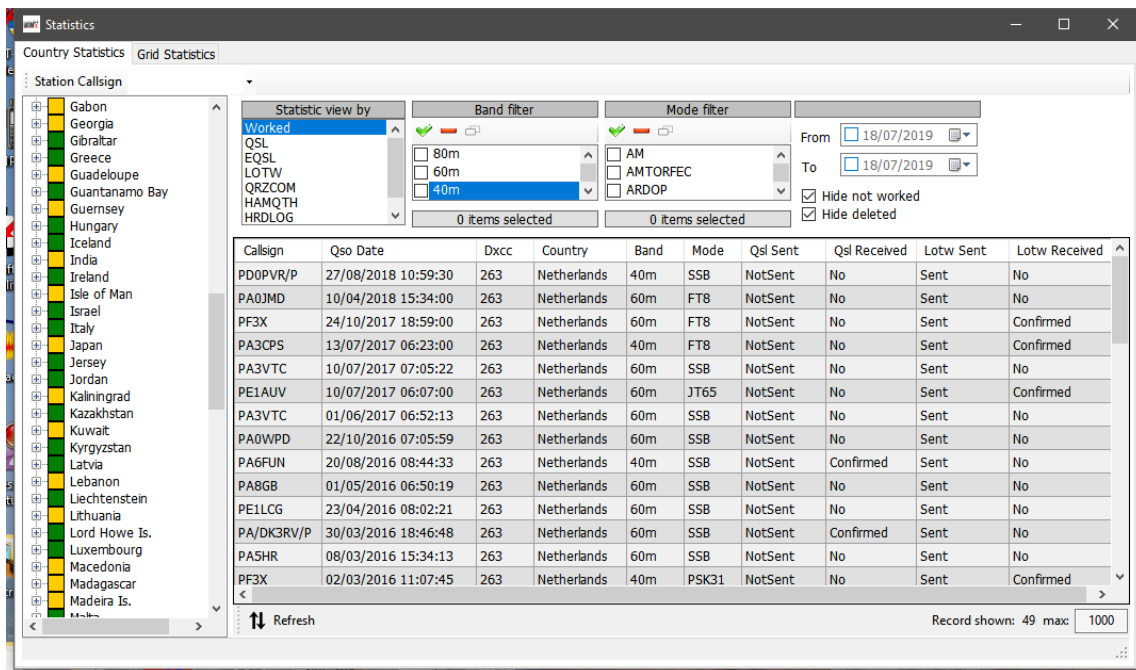 Statistics
Country Statistics Grid Statistics
Station Callsign
Gabon
Georgia
Gibraltar
Greece
Guadeloupe
Guantanamo Bay
Guernsey
Hungary
Iceland
India
Ireland
Isle of Man
Israel
Italy
Japan
Jersey
Jordan
Kaliningrad
Kazakhstan
Kuwait
Kyrgyzstan
Latvia
Lebanon
Liechtenstein
Lithuania
Lord Howe Is.
Luxembourg
Macedonia
Madagascar
Madeira Is.
Malta
Statistic view by
Worked
QSL
EQSL
LOTW
QRZCOM
HAMQTH
HRDLOG
Band filter
80m
60m
40m
0 items selected
Mode filter
AM
AMTORFEC
ARDOP
0 items selected
From 18/07/2019
To 18/07/2019
Hide not worked
Hide deleted
Callsign Qso Date Dxcc Country Band Mode Qsl Sent Qsl Received Lotw Sent Lotw Received
PD0PVR/P 27/08/2018 10:59:30 263 Netherlands 40m SSB NotSent No Sent No
PA0JMD 10/04/2018 15:34:00 263 Netherlands 60m FT8 NotSent No Sent No
PF3X 24/10/2017 18:59:00 263 Netherlands 60m FT8 NotSent No Sent Confirmed
PA3CPS 13/07/2017 06:23:00 263 Netherlands 40m FT8 NotSent No Sent Confirmed
PA3VTC 10/07/2017 07:05:22 263 Netherlands 60m SSB NotSent No Sent No
PE1AUV 10/07/2017 06:07:00 263 Netherlands 60m JT65 NotSent No Sent Confirmed
PA3VTC 01/06/2017 06:52:13 263 Netherlands 60m SSB NotSent No Sent No
PA0WPD 22/10/2016 07:05:59 263 Netherlands 60m SSB NotSent No Sent No
PA6FUN 20/08/2016 08:44:33 263 Netherlands 40m SSB NotSent Confirmed Sent No
PA8GB 01/05/2016 06:50:19 263 Netherlands 60m SSB NotSent No Sent No
PE1LCG 23/04/2016 08:02:21 263 Netherlands 60m SSB NotSent No Sent No
PA/DK3RV/P 30/03/2016 18:46:48 263 Netherlands 60m SSB NotSent Confirmed Sent No
PA5HR 08/03/2016 15:34:13 263 Netherlands 60m SSB NotSent No Sent No
PF3X 02/03/2016 11:07:45 263 Netherlands 40m PSK31 NotSent No Sent Confirmed
Refresh
Record shown: 49 max: 1000